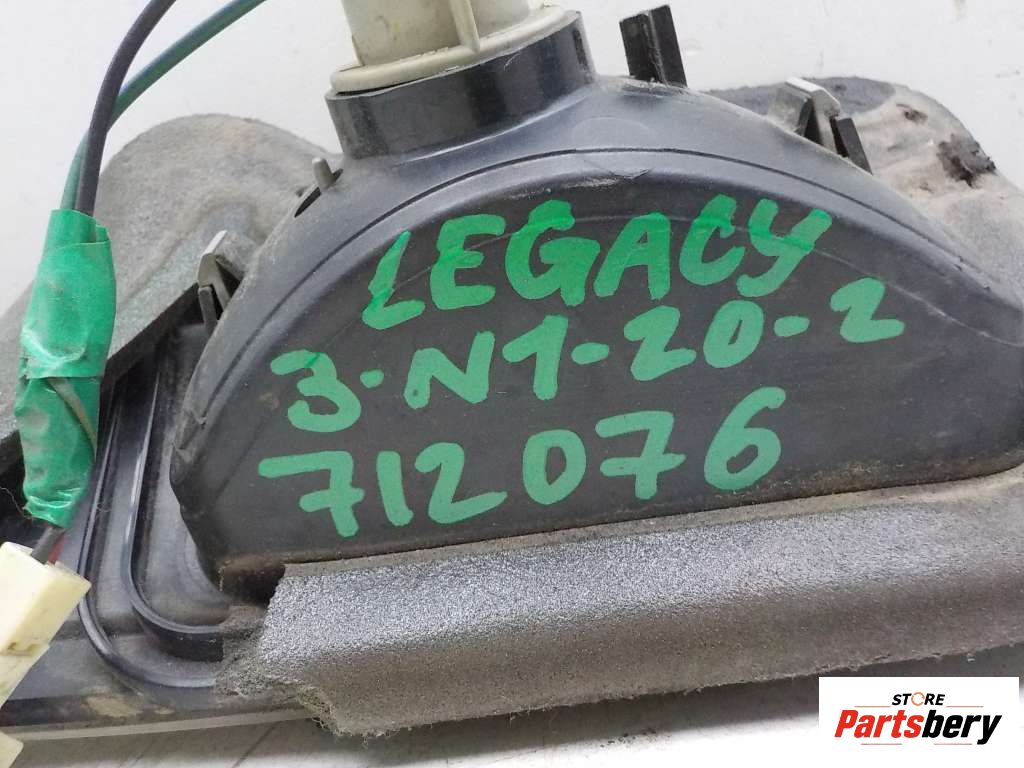 LEGACY
3-N1-20-2
712076
STORE
Partsbery